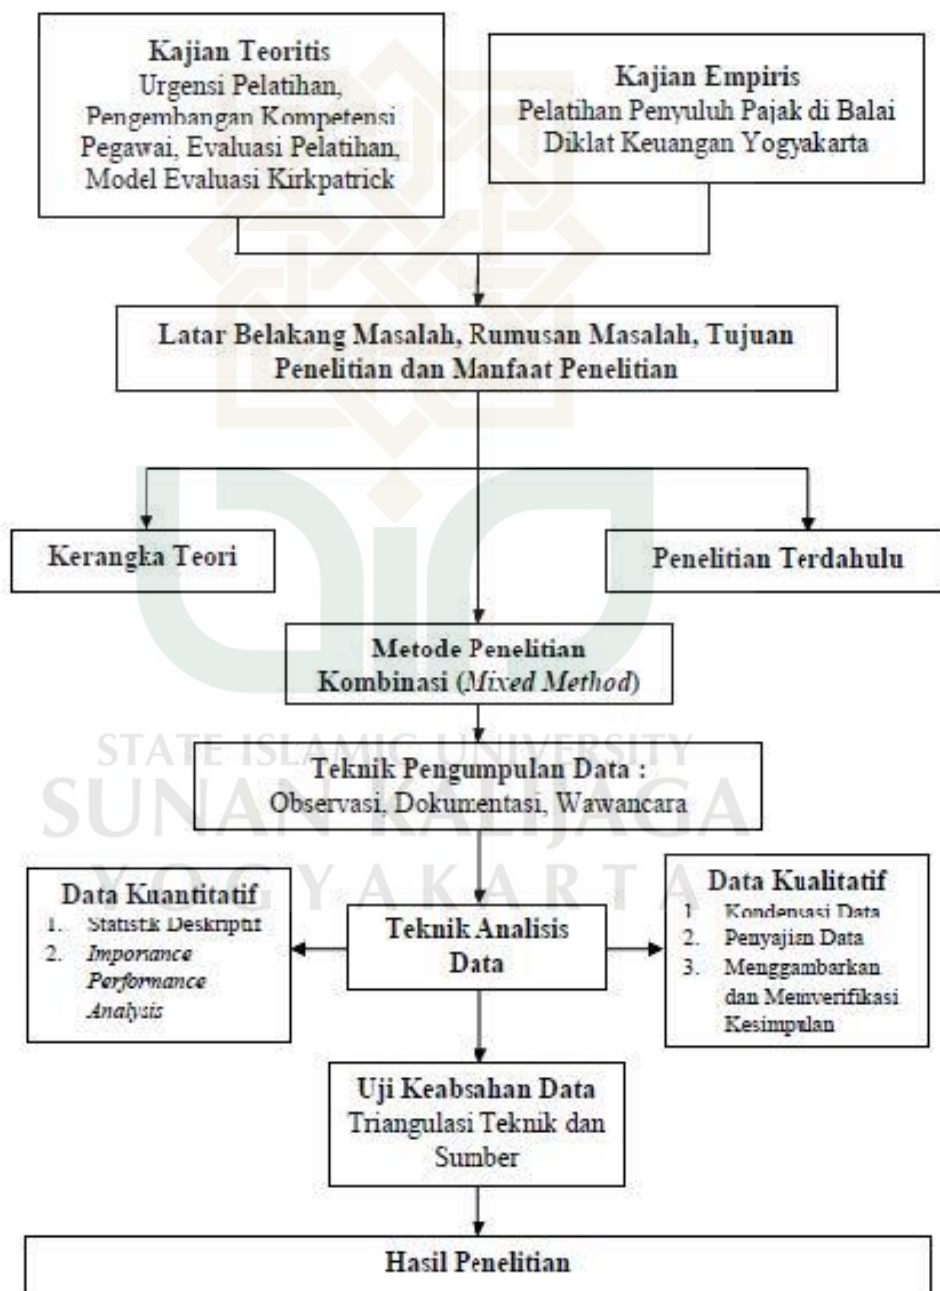 Kajian Teoritis
Urgensi Pelatihan,
Pengembangan Kompetensi
Pegawai, Evaluasi Pelatihan,
Model Evaluasi Kirkpatrick
Kajian Empiris
Pelatihan Penyuluh Pajak di Balai
Diklat Keuangan Yogyakarta
Latar Belakang Masalah, Rumusan Masalah, Tujuan
Penelitian dan Manfaat Penelitian
Kerangka Teori
Penelitian Terdahulu
Metode Penelitian
Kombinasi (Mixed Method)
STATE ISLAMIC UNIVERSITY
SUNAN KALIJAGA
YOGYAKARTA
Teknik Pengumpulan Data :
Observasi, Dokumentasi, Wawancara
Data Kuantitatif
1. Statistik Deskriptif
2. Imporiance
Performance
Analysis
Teknik Analisis
Data
Data Kualitatif
1. Kondensasi Data
2. Penyajian Data
3. Menggambarkan
dan Memverifikasi
Kesimpulan
Uji Keabsahan Data
Triangulasi Teknik dan
Sumber
Hasil Penelitian